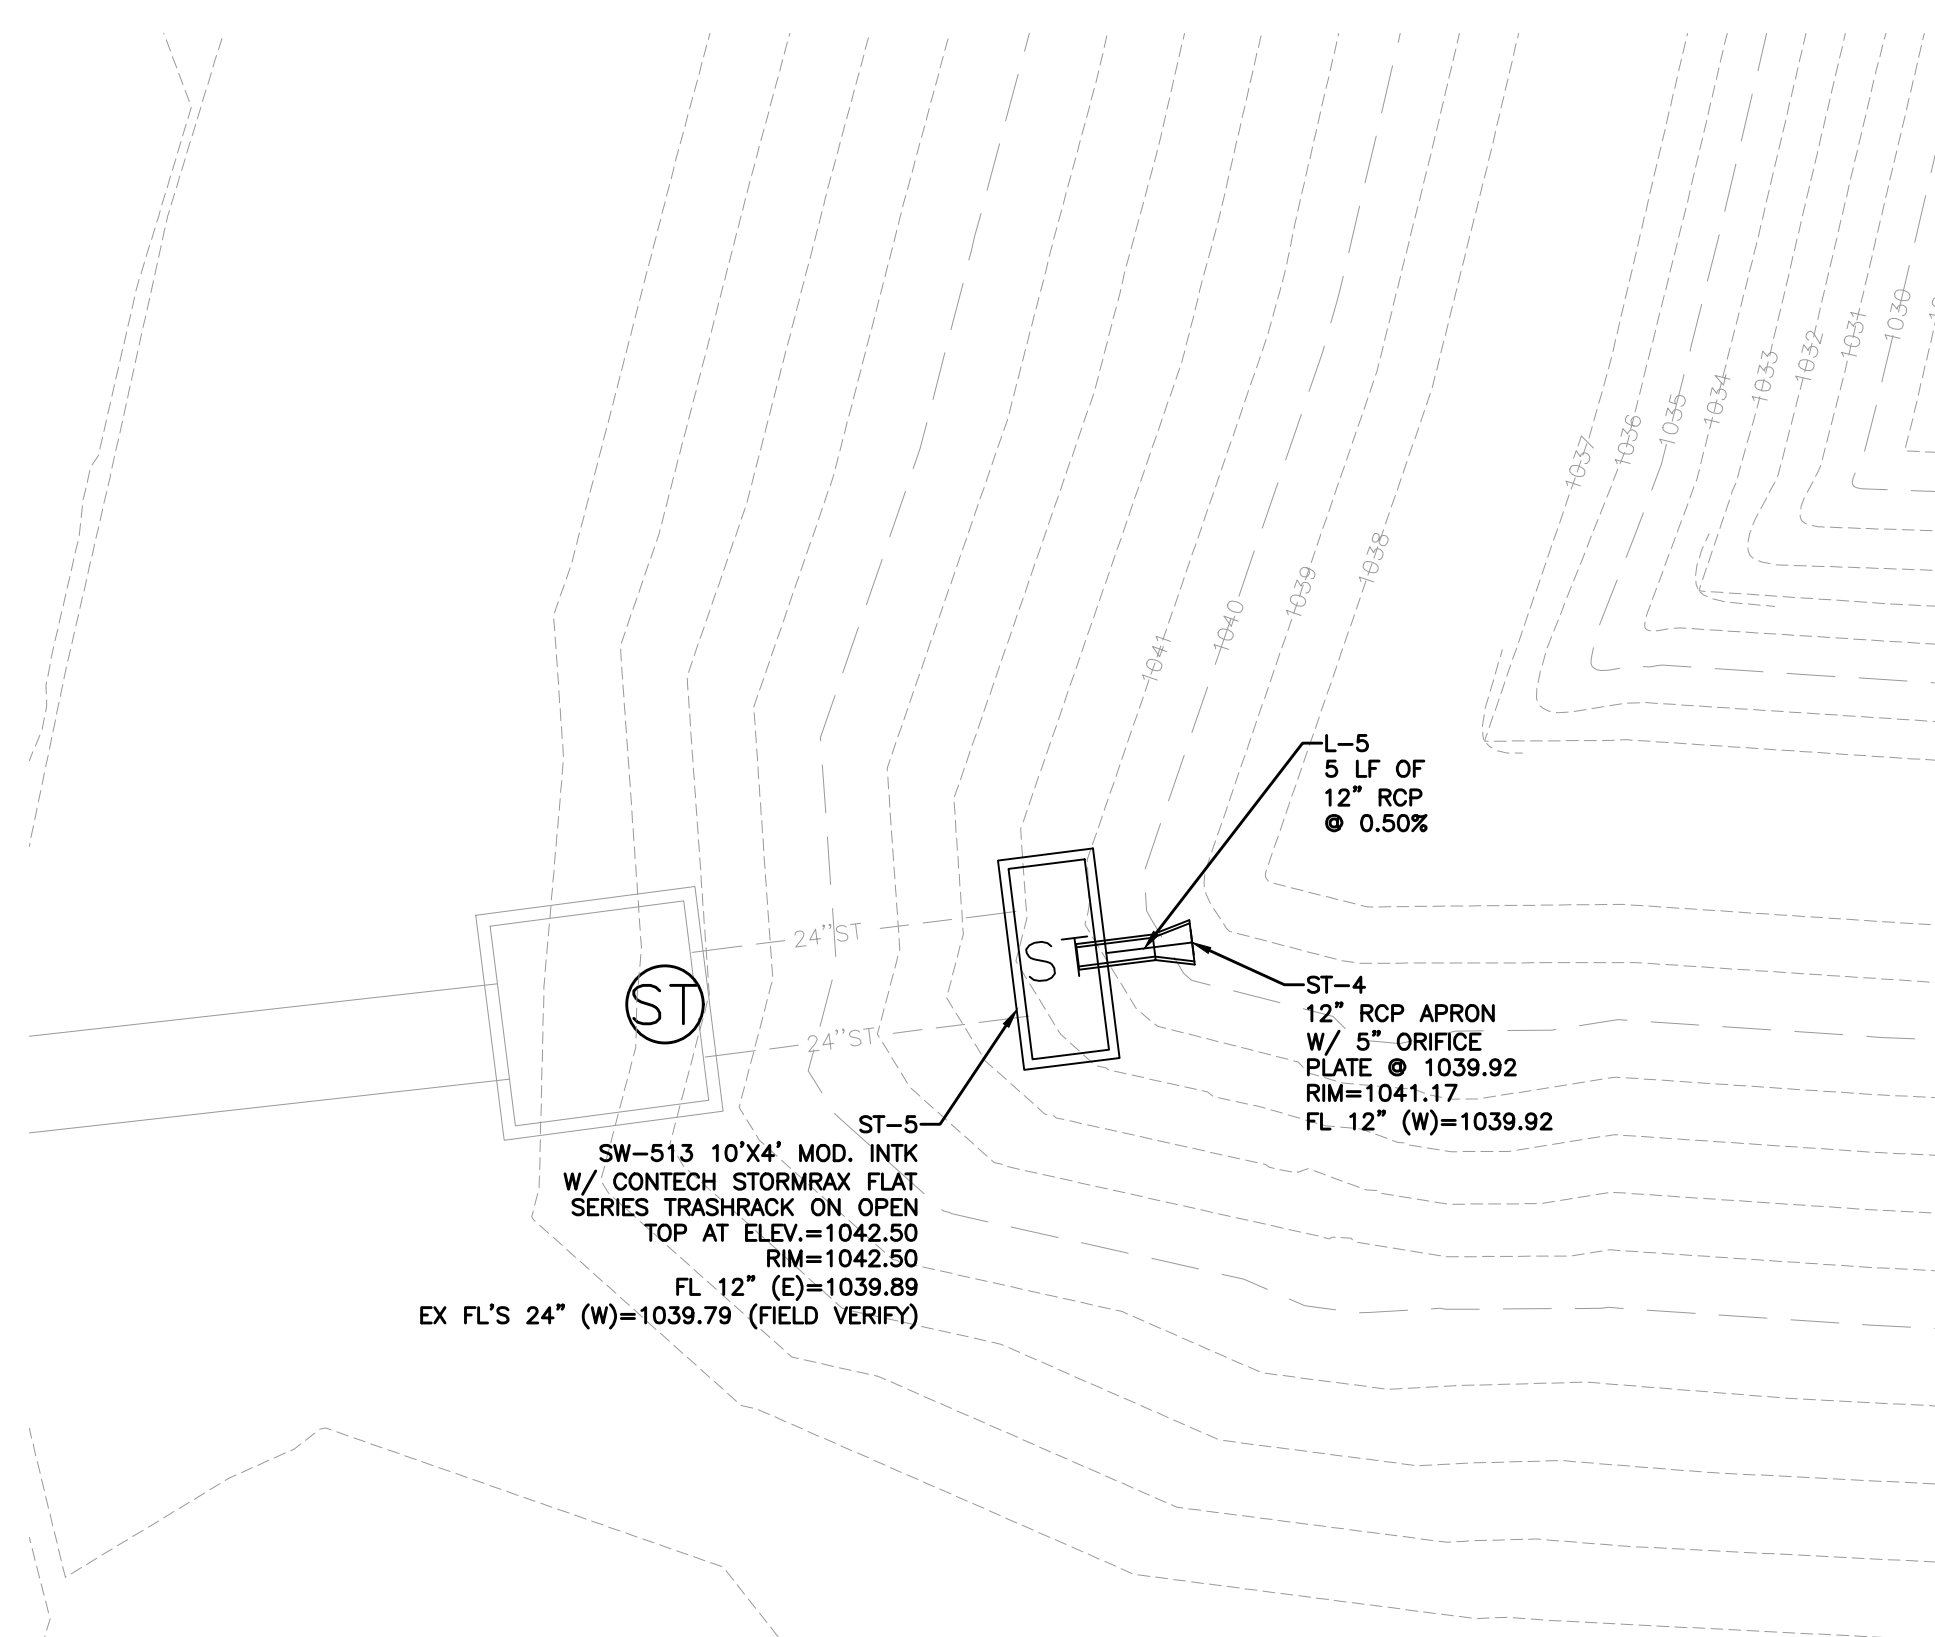 1030
1031
1032
1033
1034
1035
1036
1037
1038
1039
1040
1041
L-5
5 LF OF
12" RCP
@ 0.50%
24"ST
ST
ST
24"ST
ST-4
12" RCP APRON
W/ 5" ORIFICE
PLATE @ 1039.92
RIM=1041.17
FL 12" (W)=1039.92
ST-5
SW-513 10'X4' MOD. INTK
W/ CONTECH STORMRAX FLAT
SERIES TRASHRACK ON OPEN
TOP AT ELEV.=1042.50
RIM=1042.50
FL 12" (E)=1039.89
EX FL'S 24" (W)=1039.79 (FIELD VERIFY)